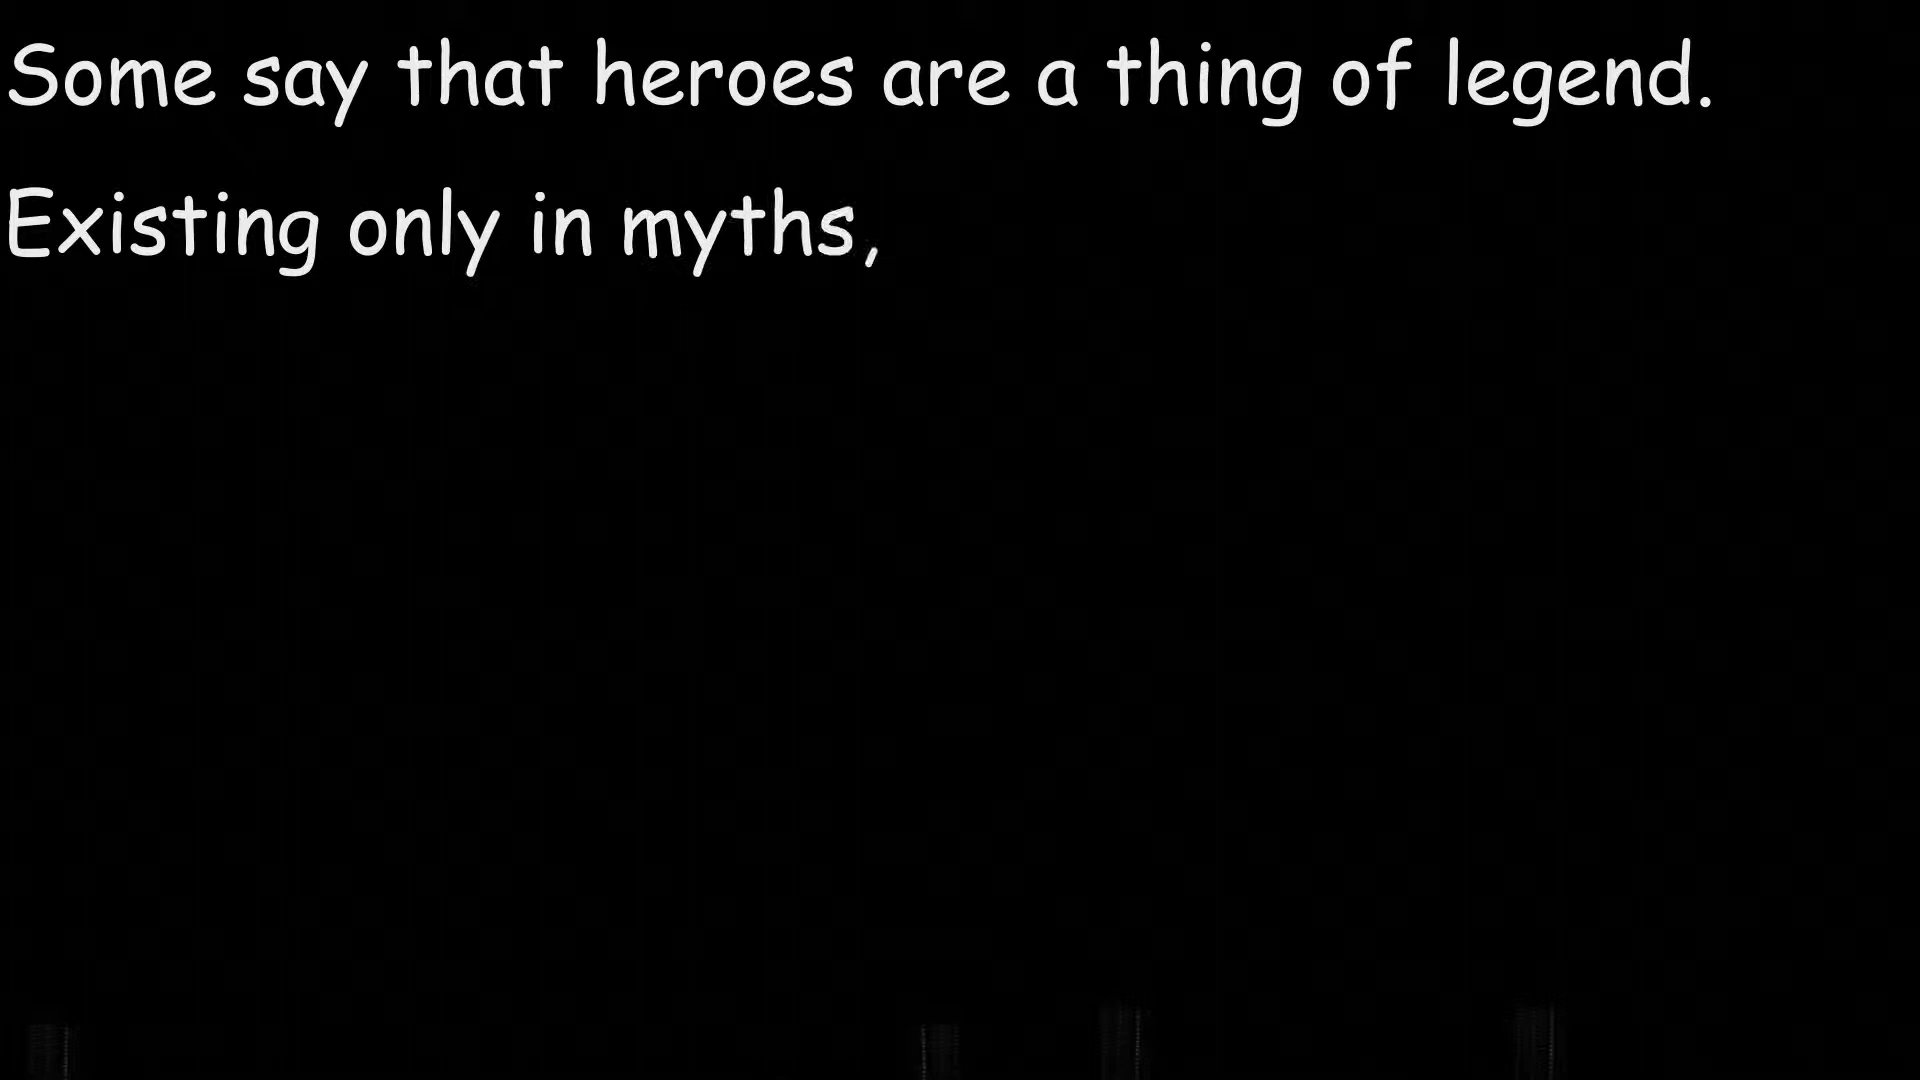 Some say that heroes are a thing of legend.
Existing only in myths,